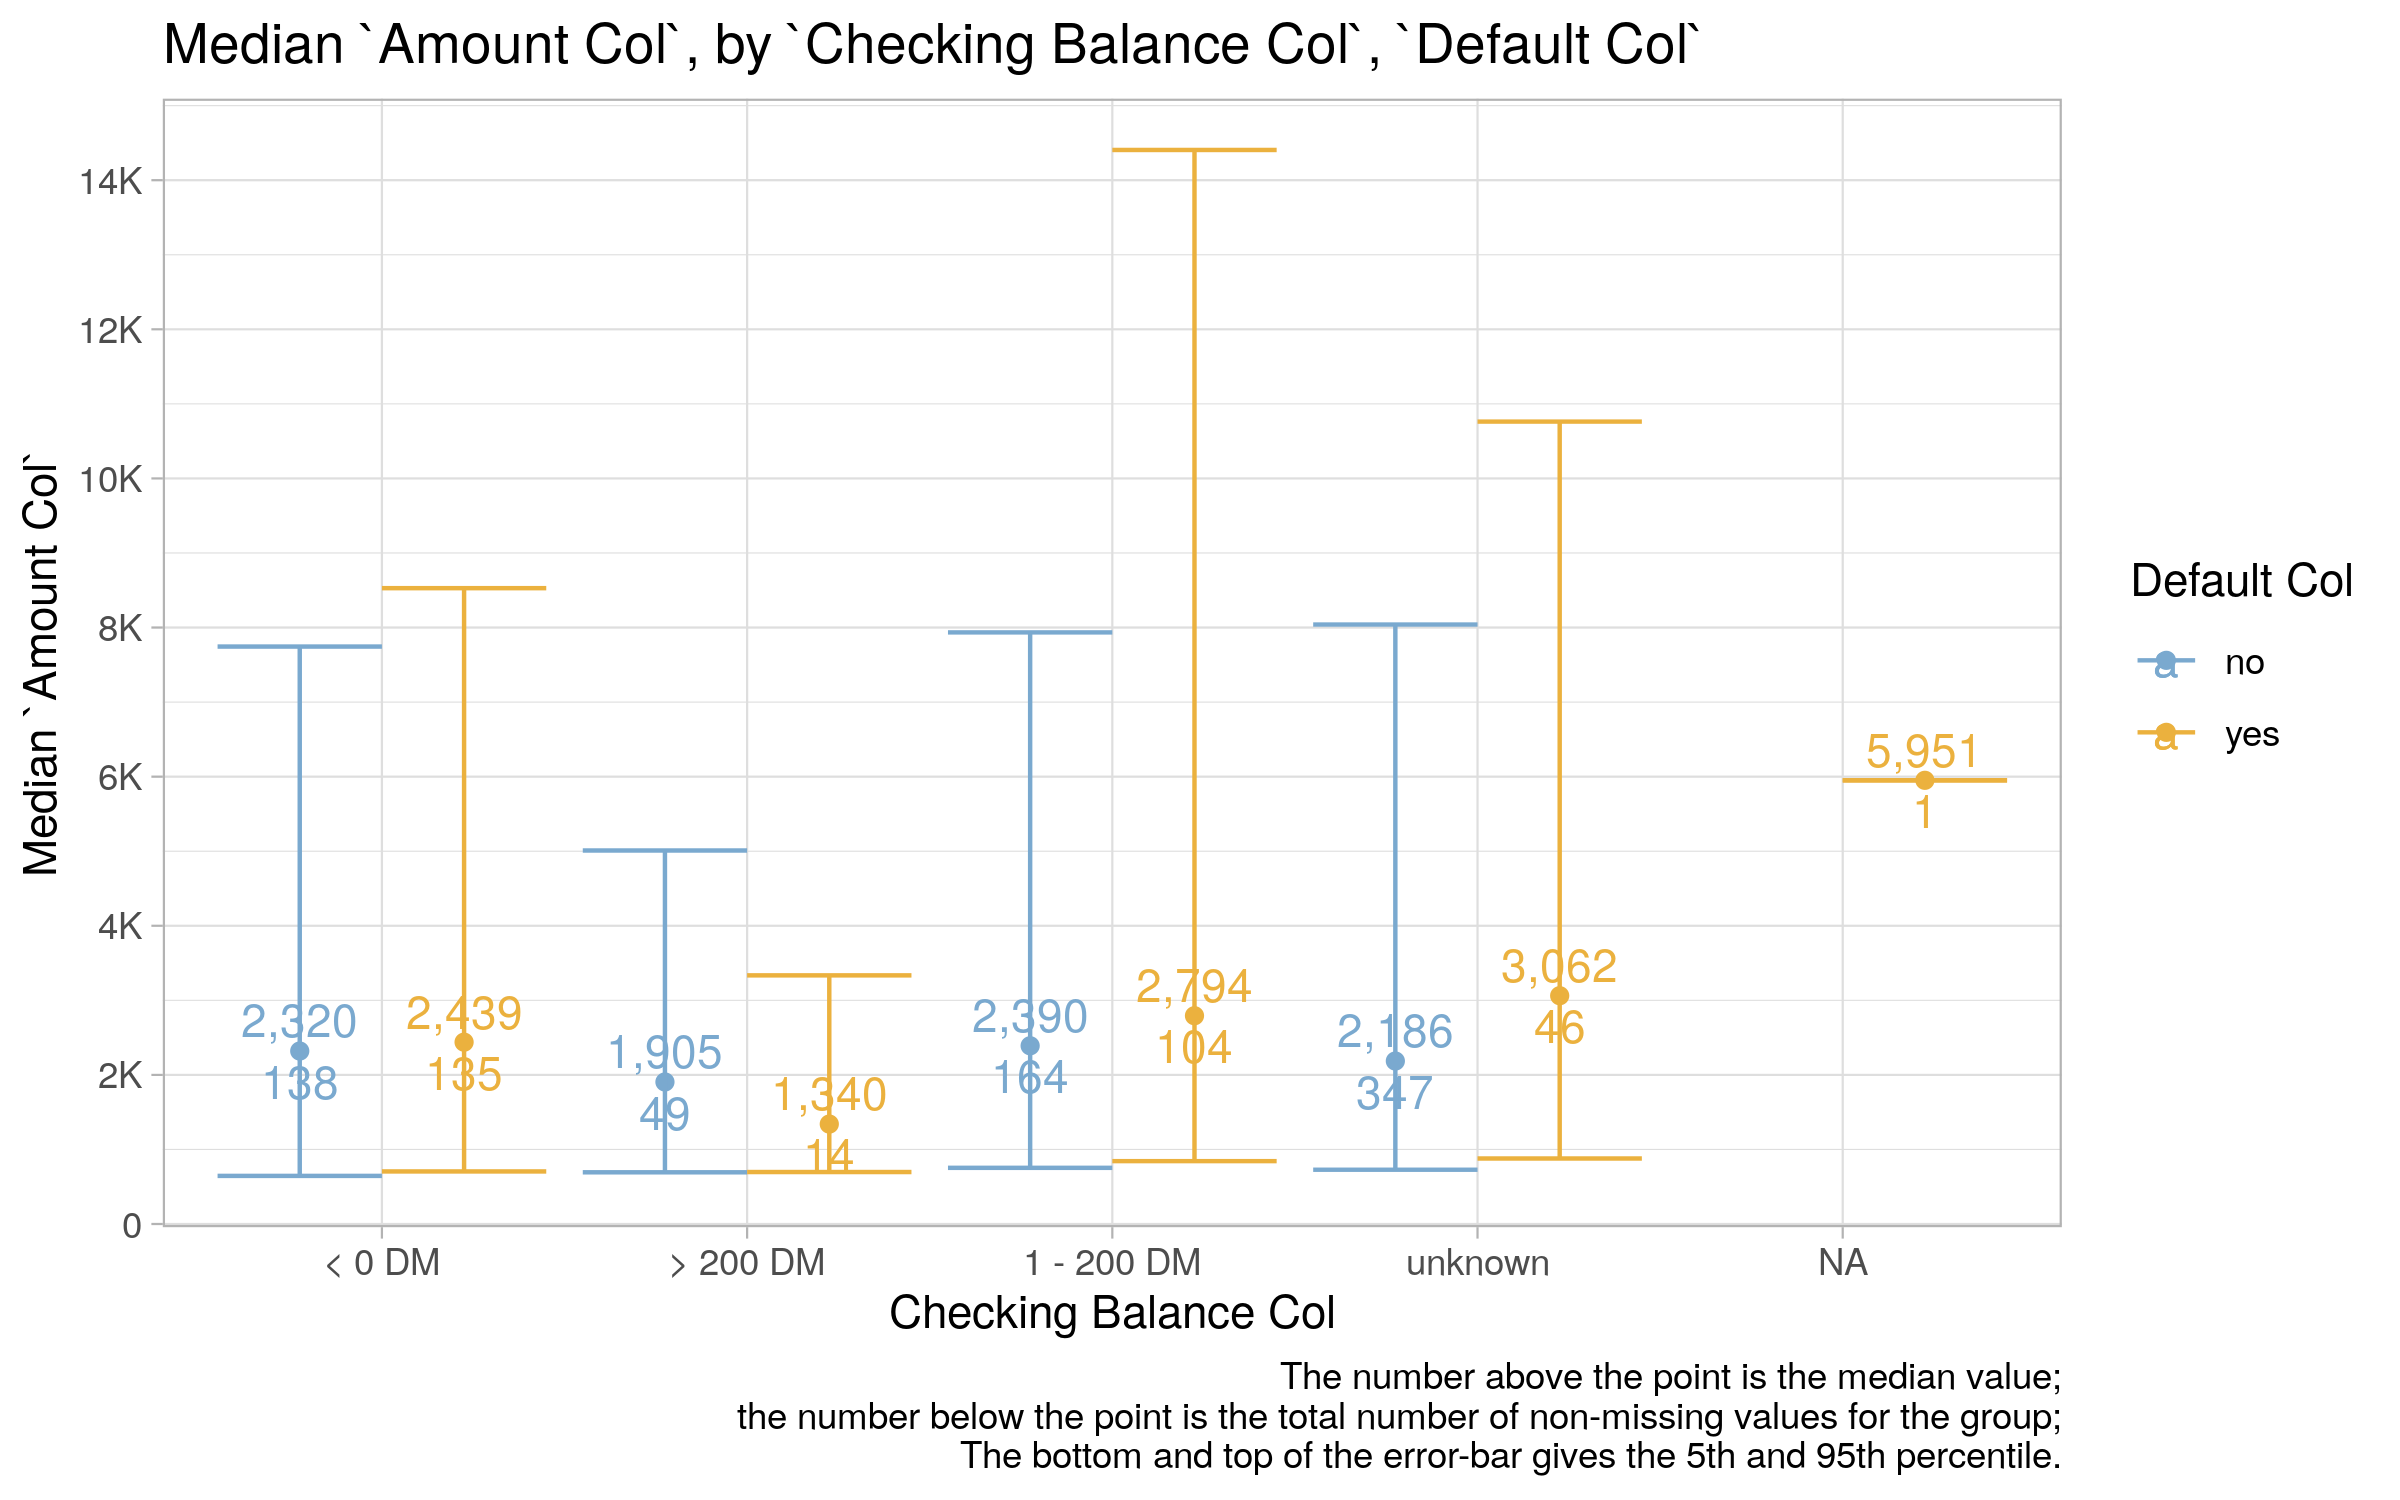 Median `Amount Col`, by `Checking Balance Col`, `Default Col`
Median `Amount Col`
14K
12K
10K
8K
6K
4K
2K
0
2,320
138
2,439
135
1,905
49
1,340
14
2,390
164
2,794
104
2,186
347
3,062
46
5,951
1
< 0 DM
> 200 DM
1 - 200 DM
unknown
NA
Checking Balance Col
Default Col
a no
a yes
The number above the point is the median value;
the number below the point is the total number of non-missing values for the group;
The bottom and top of the error-bar gives the 5th and 95th percentile.